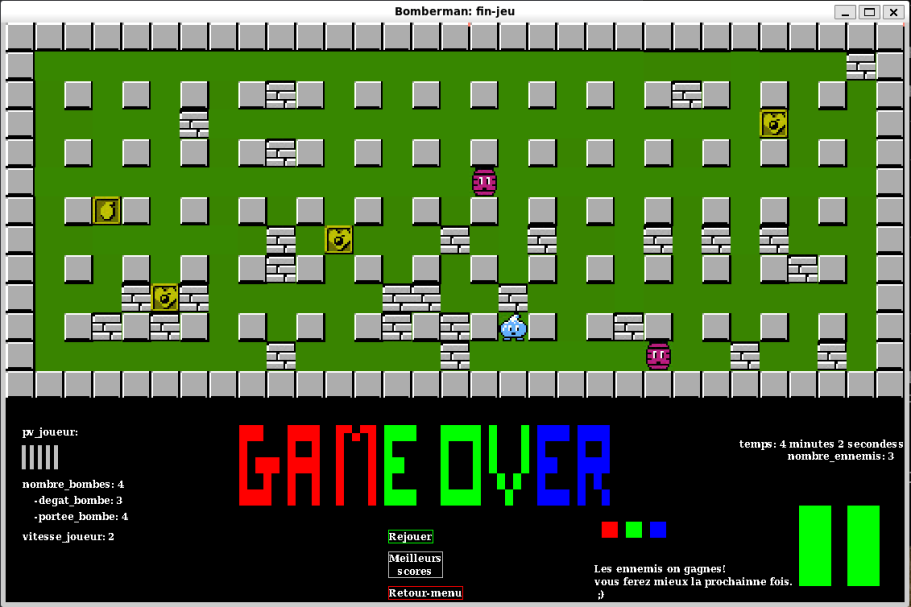 Bomberman: fin-jeu
pv_joueur:
nombre_bombes: 4
-degat_bombe: 3
-portee_bombe: 4
vitesse_joueur: 2
GAME OVER
Rejouer
Meilleurs
scores
Retour-menu
temps: 4 minutes 2 secondess
nombre_ennemis: 3
Les ennemis on gagnes!
vous ferez mieux la prochainne fois.
;)